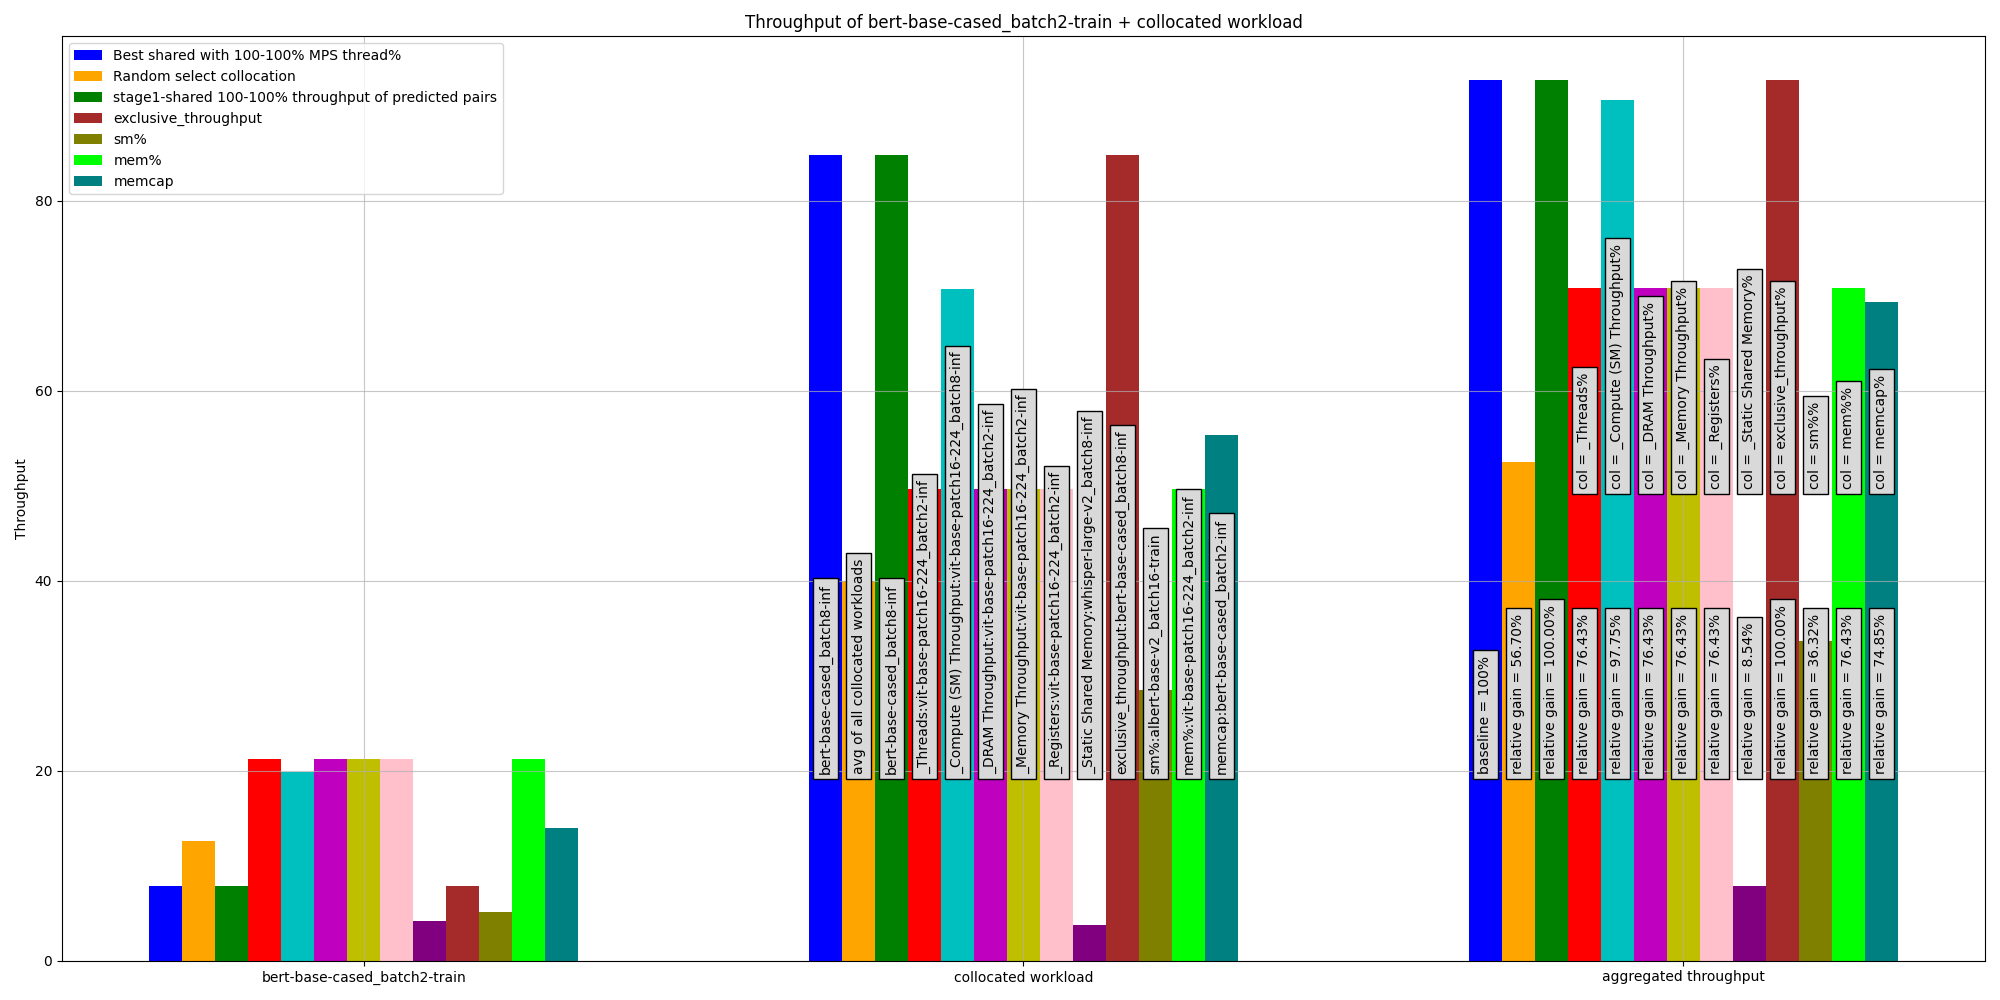 Throughput of bert-base-cased_batch2-train + collocated workload
Best shared with 100-100% MPS thread%
Random select collocation
stage1-shared 100-100% throughput of predicted pairs
exclusive_throughput
sm%
mem%
memcap
Throughput
80
60
40
20
0
bert-base-cased_batch8-inf
avg of all collocated workloads
bert-base-cased_batch8-inf
_Threads:vit-base-patch16-224_batch2-inf
_Compute (SM) Throughput:vit-base-patch16-224_batch8-inf
_DRAM Throughput:vit-base-patch16-224_batch2-inf
_Memory Throughput:vit-base-patch16-224_batch2-inf
_Registers:vit-base-patch16-224_batch2-inf
_Static Shared Memory:whisper-large-v2_batch8-inf
exclusive_throughput:bert-base-cased_batch8-inf
sm%:albert-base-v2_batch16-train
mem%:vit-base-patch16-224_batch2-inf
memcap:bert-base-cased_batch2-inf
col = _Threads%
col = _Compute (SM) Throughput%
col = _DRAM Throughput%
col = _Memory Throughput%
col = _Registers%
col = _Static Shared Memory%
col = exclusive_throughput%
col = sm%%
col = mem%%
col = memcap%
baseline = 100%
relative gain = 56.70%
relative gain = 100.00%
relative gain = 76.43%
relative gain = 97.75%
relative gain = 76.43%
relative gain = 76.43%
relative gain = 76.43%
relative gain = 8.54%
relative gain = 100.00%
relative gain = 36.32%
relative gain = 76.43%
relative gain = 74.85%
bert-base-cased_batch2-train
collocated workload
aggregated throughput